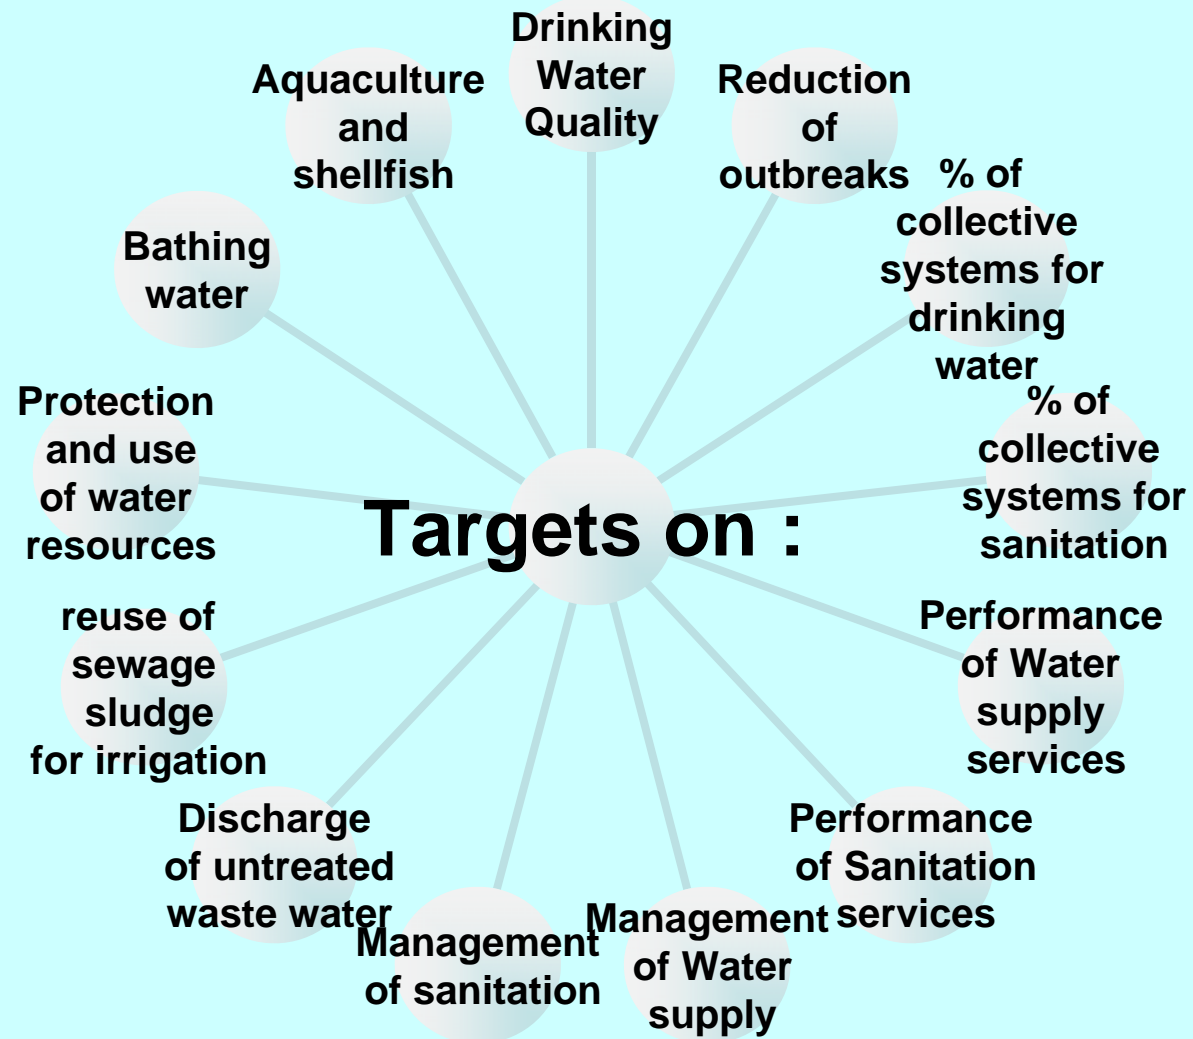 Drinking
Water
Quality
Reduction
of
outbreaks
% of
collective
systems for
drinking
water
% of
collective
systems for
sanitation
Performance
of Water
supply
services
Performance
of Sanitation
services
Management
of Water
supply
Management
of sanitation
Discharge
of untreated
waste water
reuse of
sewage
sludge
for irrigation
Protection
and use
of water
resources
Bathing
water
Aquaculture
and
shellfish
Targets on :